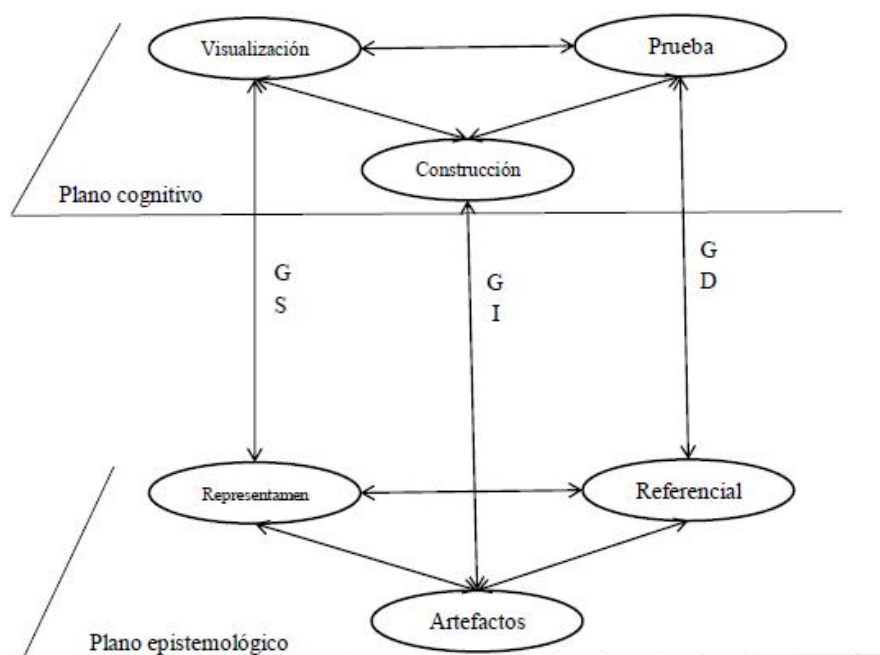 Visualización
Prueba
Construcción
Plano cognitivo
G
S
G
I
G
D
Representamen
Referencial
Artefactos
Plano epistemológico